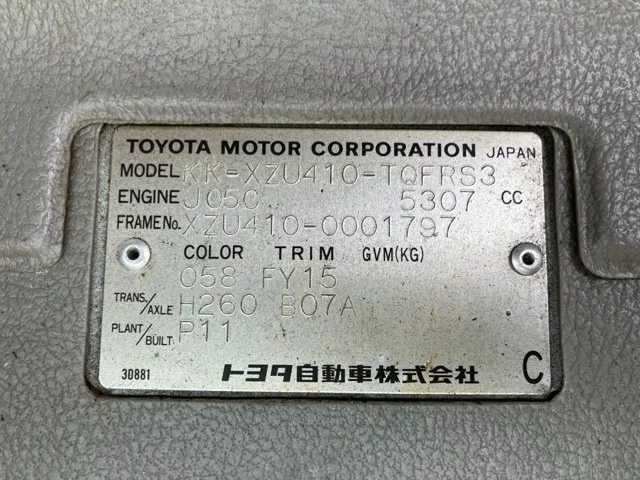 TOYOTA MOTOR CORPORATION JAPAN
MODEL KK-XZU410-TQFRS3
ENGINE J05C 5307 CC
FRAME No. XZU410-0001797
COLOR TRIM GVM(KG)
058 FY15
TRANS./AXLE H260 B07A
PLANT/BUILT P11
30881 トヨタ自動車株式会社 C